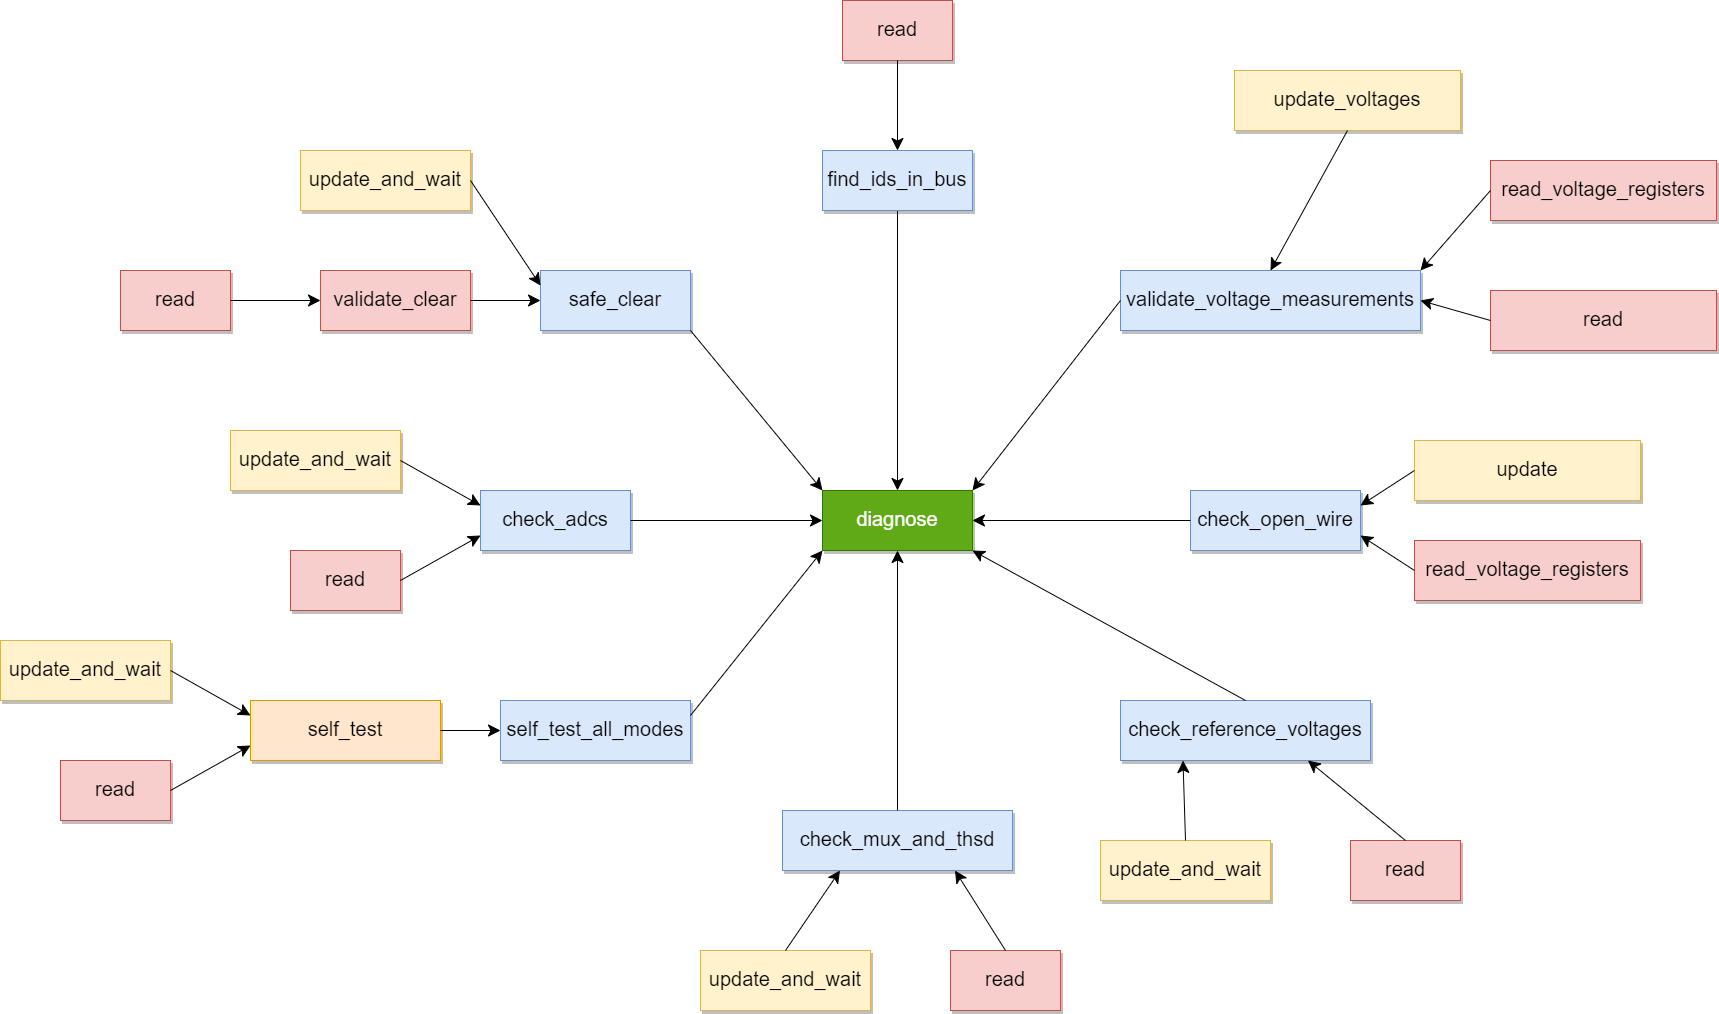 read
update_voltages
update_and_wait
find_ids_in_bus
read_voltage_registers
read
validate_clear
safe_clear
validate_voltage_measurements
read
update_and_wait
update
check_adcs
diagnose
check_open_wire
read
read_voltage_registers
update_and_wait
self_test
self_test_all_modes
check_reference_voltages
read
check_mux_and_thsd
update_and_wait
read
update_and_wait
read